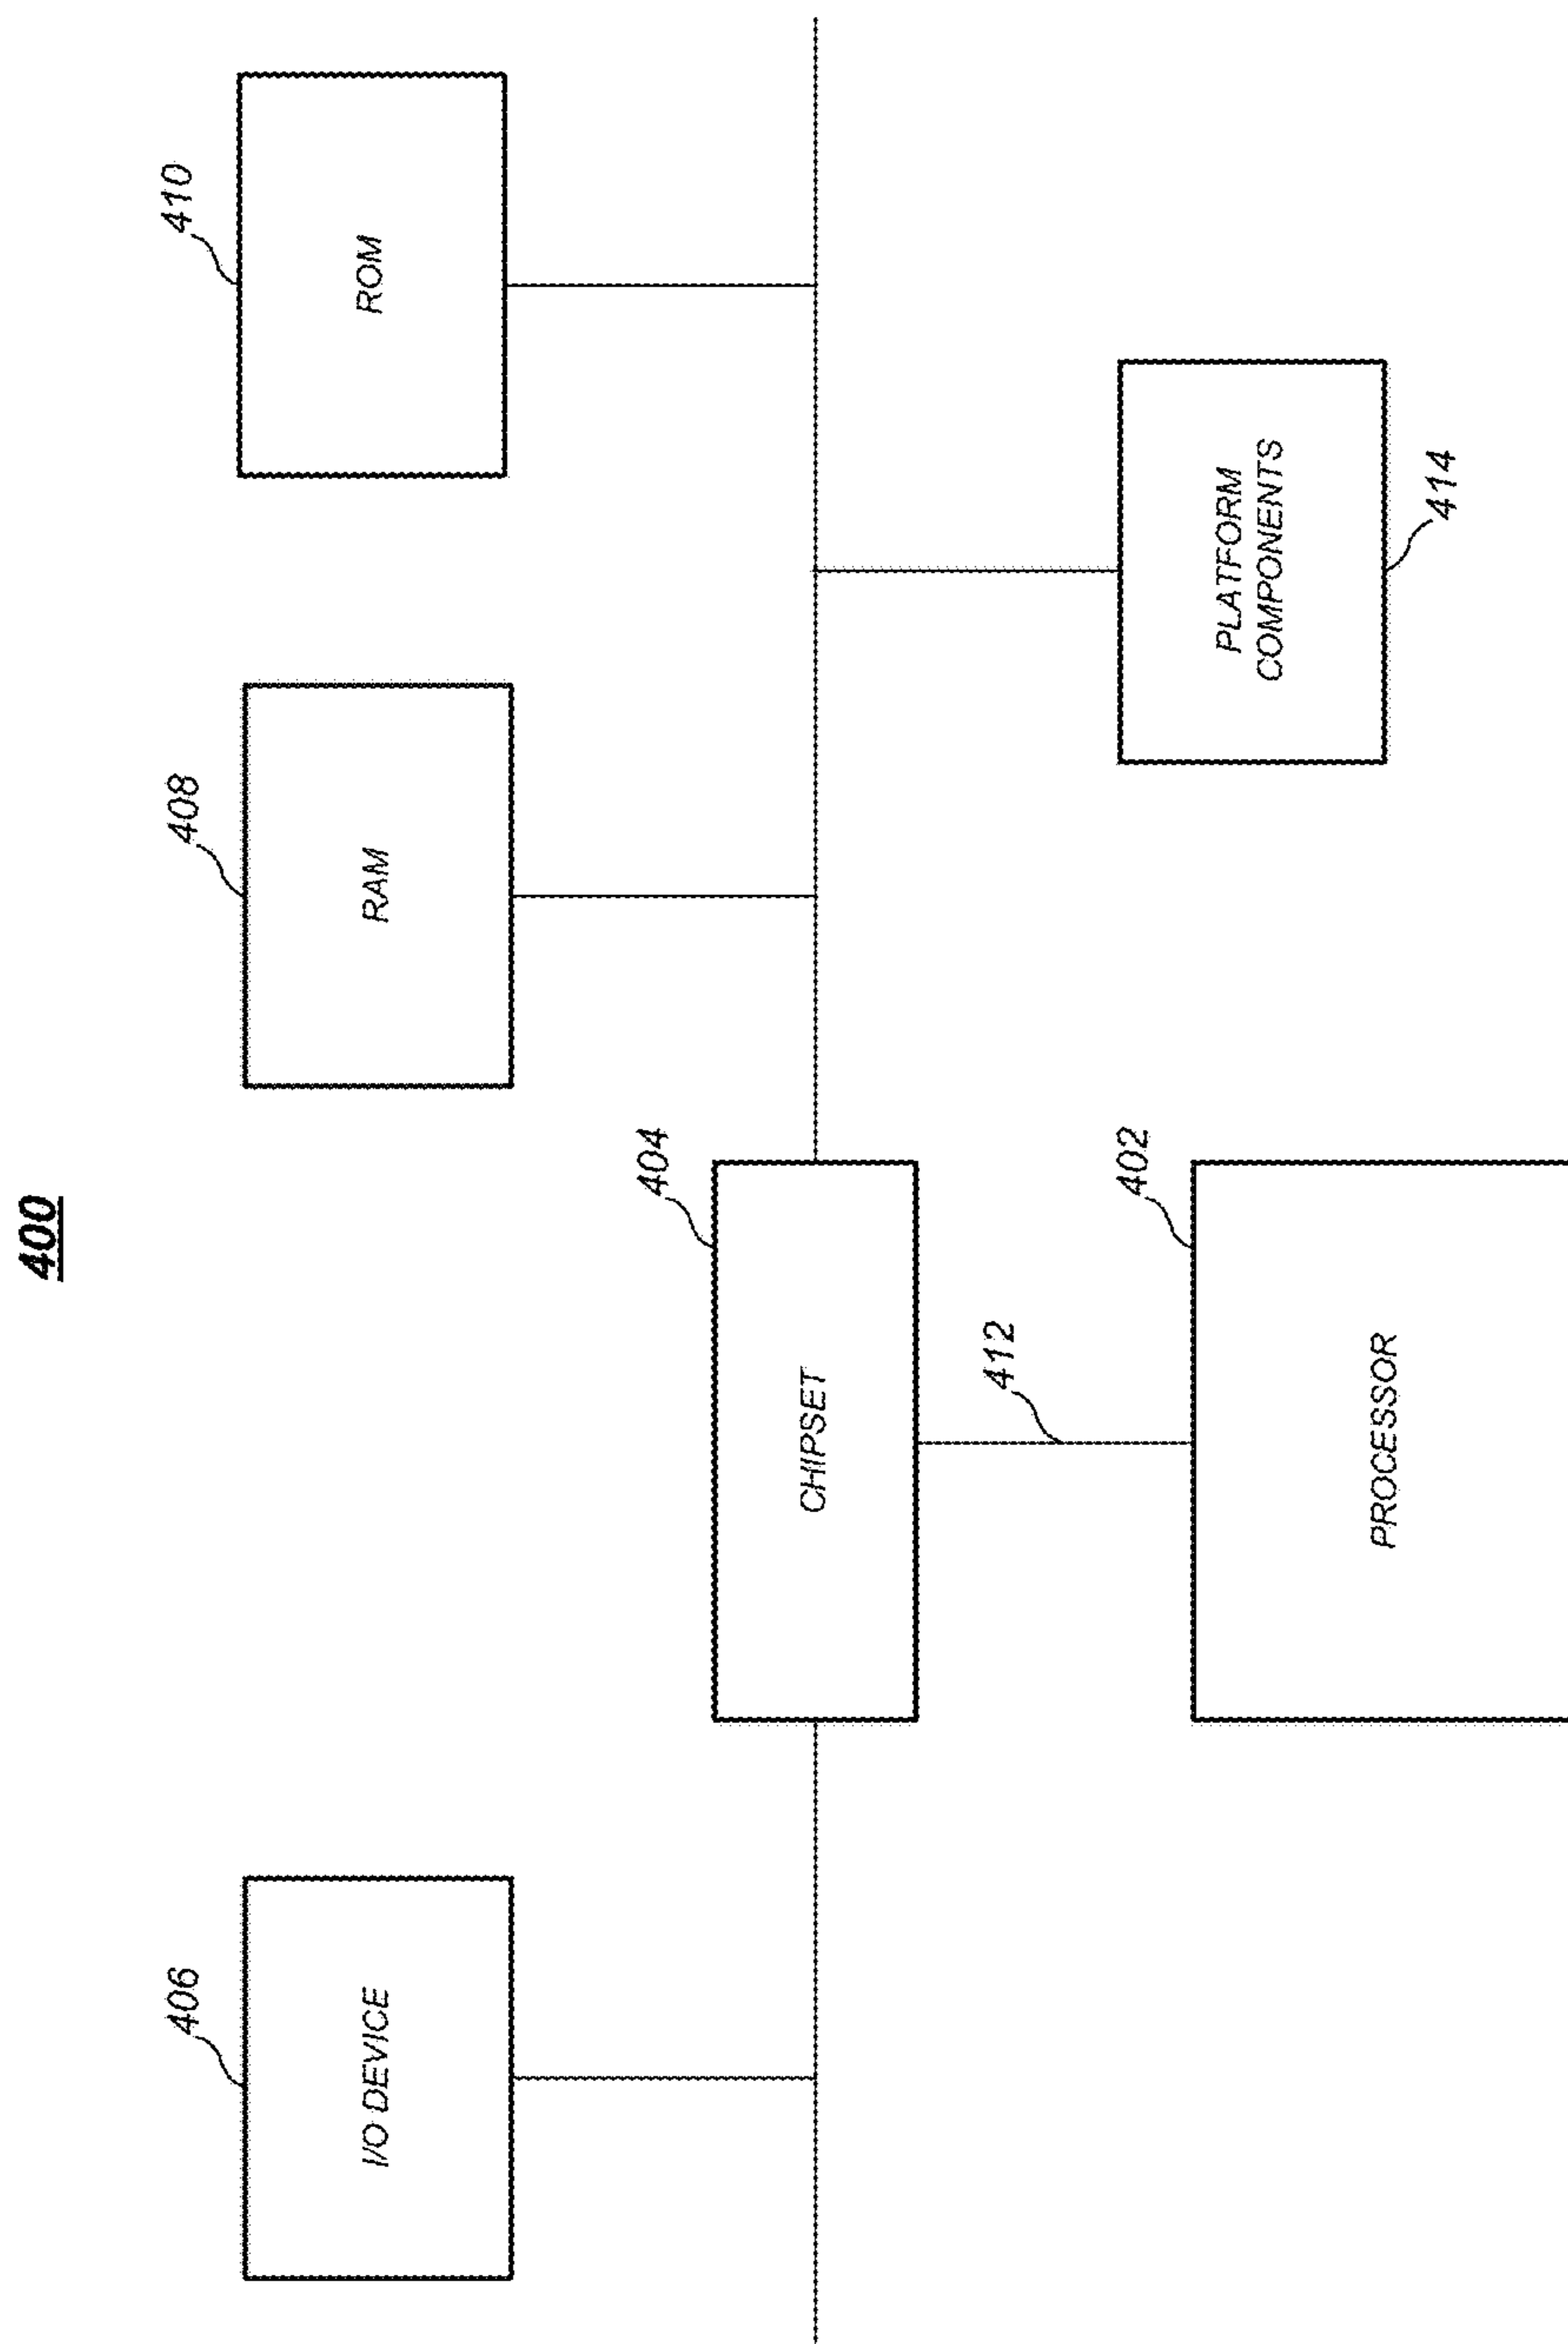 400
406
I/O DEVICE
408
RAM
410
ROM
404
CHIPSET
412
402
PROCESSOR
PLATFORM
COMPONENTS
414